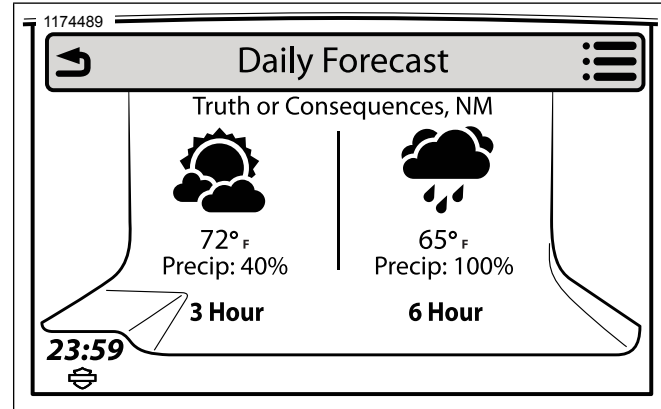 1174489
Daily Forecast
Truth or Consequences, NM
72° F
Precip: 40%
3 Hour
65° F
Precip: 100%
6 Hour
23:59